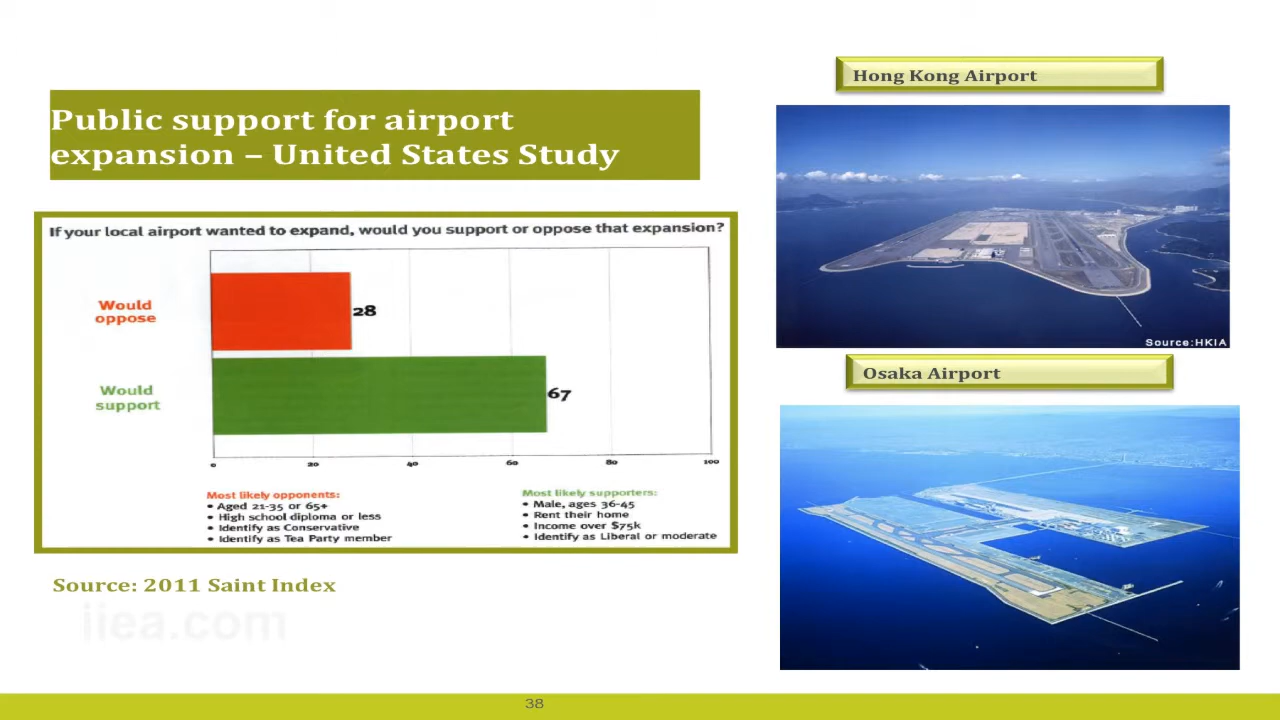 Public support for airport
expansion – United States Study
If your local airport wanted to expand, would you support or oppose that expansion?
Would
oppose
28
Would
support
67
0 20 40 60 80 100
Most likely opponents:
• Aged 21-35 or 65+
• High school diploma or less
• Identify as Conservative
• Identify as Tea Party member
Most likely supporters:
• Male, ages 36-45
• Rent their home
• Income over $75k
• Identify as Liberal or moderate
Source: 2011 Saint Index
iiea.com
Hong Kong Airport
Source:HKIA
Osaka Airport
38